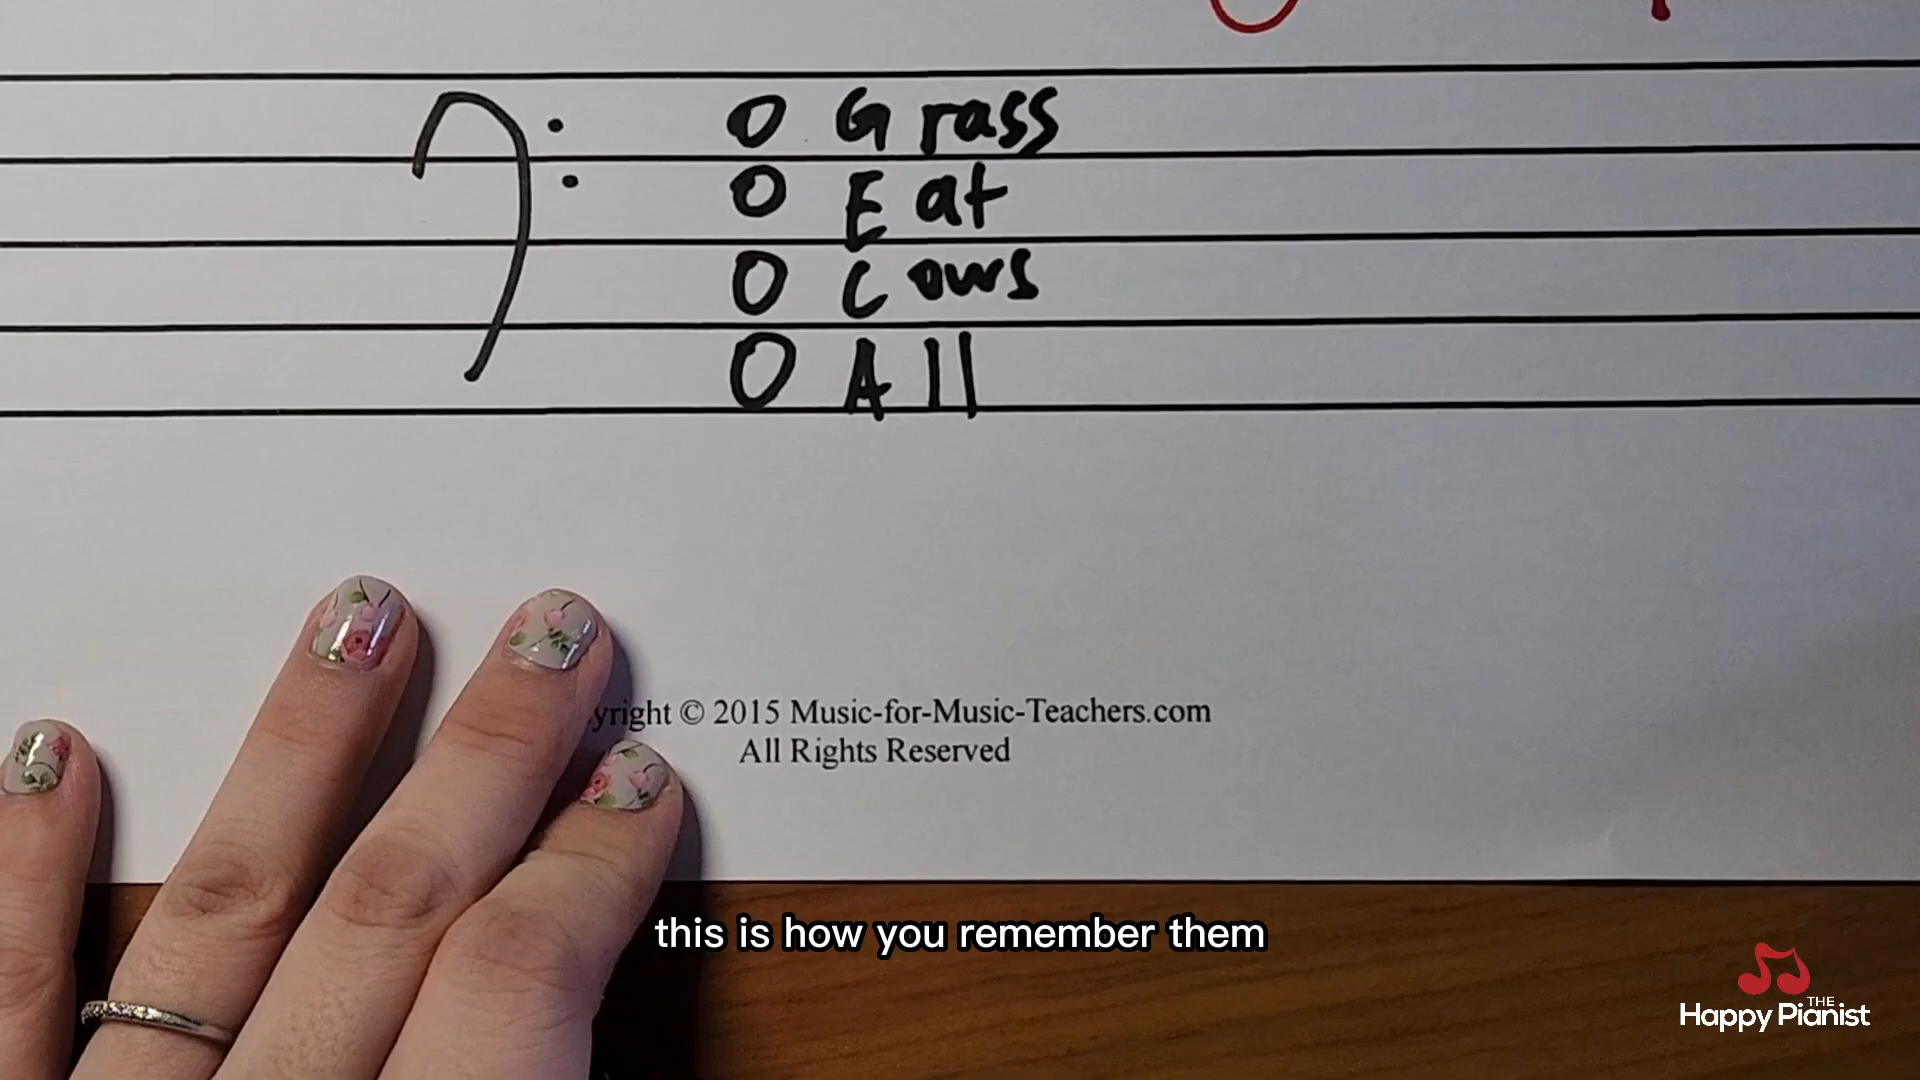 Grass
Eat
Cows
All
yright © 2015 Music-for-Music-Teachers.com
All Rights Reserved
this is how you remember them
THE
Happy Pianist